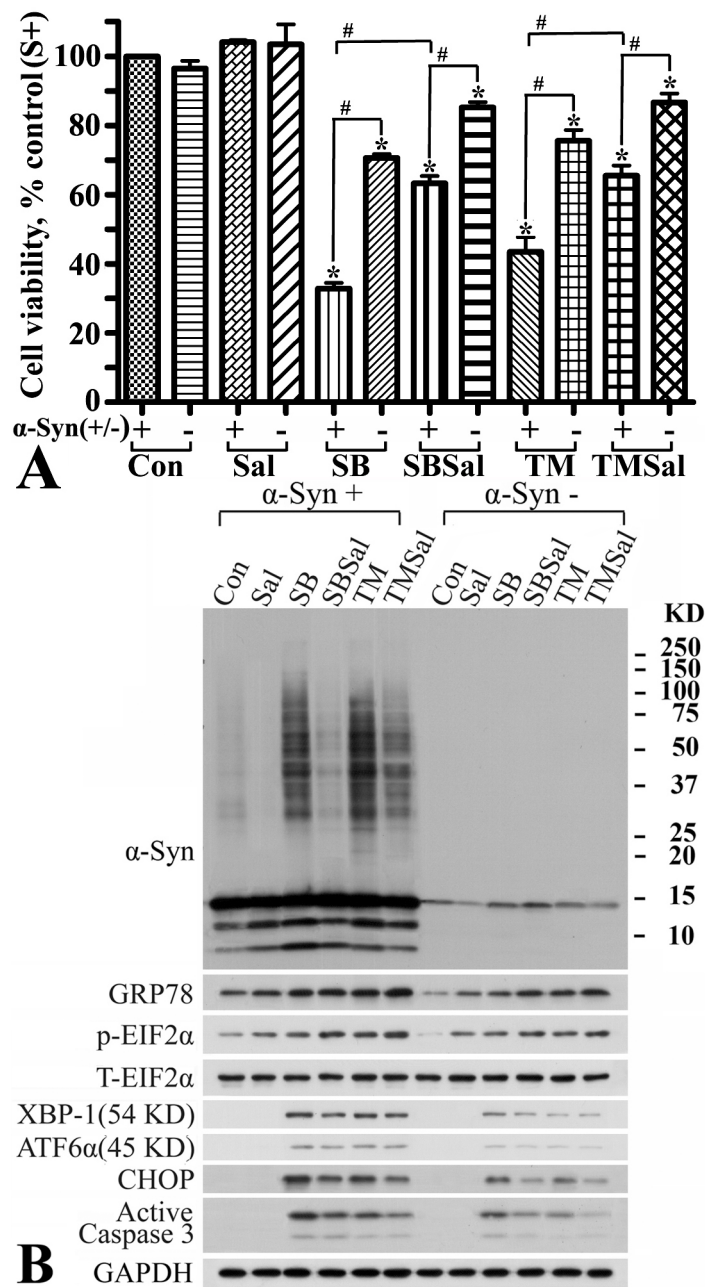 Cell viability, % control (S+)
100
80
60
40
20
0
# # # # # #
* * * * * * * *
α-Syn(+/-) + - + - + - + - + - + -
Con Sal SB SBSal TM TMSal
A
α-Syn + α-Syn -
Con Sal SB SBSal TM TMSal Con Sal SB SBSal TM TMSal
KD
250
150
100
75
50
37
25
20
15
10
α-Syn
GRP78
p-EIF2α
T-EIF2α
XBP-1(54 KD)
ATF6α(45 KD)
CHOP
Active
Caspase 3
GAPDH
B